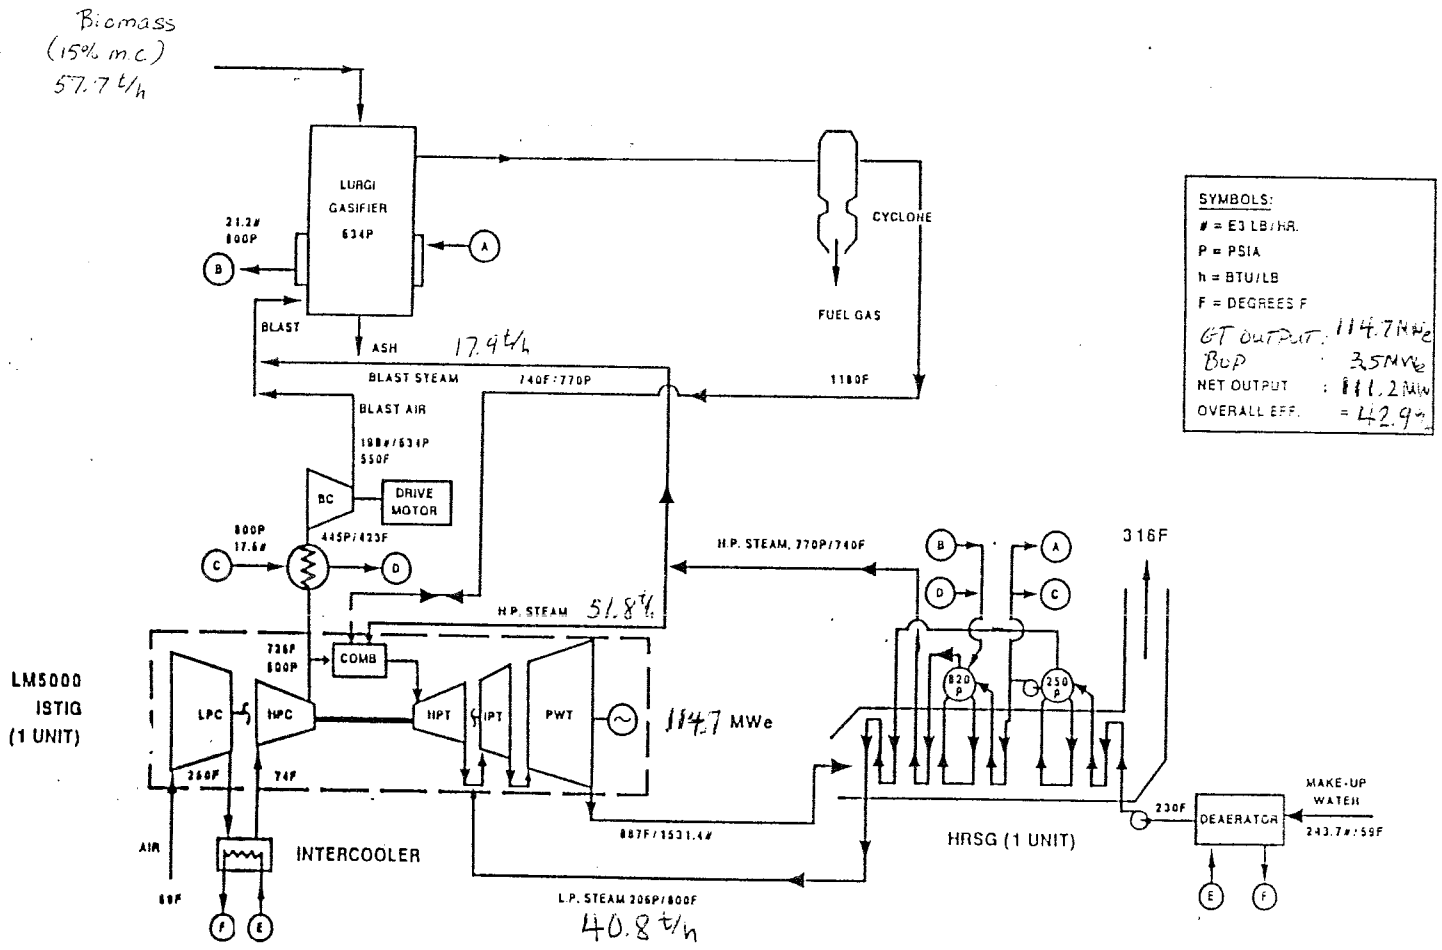 Biomass
(15% m.c)
57.7 t/h
LURGI
GASIFIER
634P
21.2#
800P
B
A
CYCLONE
FUEL GAS
SYMBOLS:
# = E3 LB/HR.
P = PSIA
h = BTU/LB
F = DEGREES F
GT OUTPUT: 114.7 MWe
BOP : 3.5 MWe
NET OUTPUT : 111.2 MW
OVERALL EFF. = 42.9%
BLAST
ASH
17.9 t/h
BLAST STEAM
740F/770P
1180F
BLAST AIR
198#/634P
550F
BC
DRIVE
MOTOR
800P
17.6#
445P/423F
C
D
H.P. STEAM, 770P/740F
B
A
D
C
316F
H.P. STEAM
51.8 t/h
736F
600P
COMB
LM5000
ISTIG
(1 UNIT)
LPC
HPC
HPT
IPT
PWT
114.7 MWe
820
P
250
P
260F
74F
AIR
INTERCOOLER
887F/1531.4#
HRSG (1 UNIT)
230F
DEAERATOR
MAKE-UP
WATER
243.7#/59F
F
E
E
F
L.P. STEAM 206P/800F
40.8 t/h